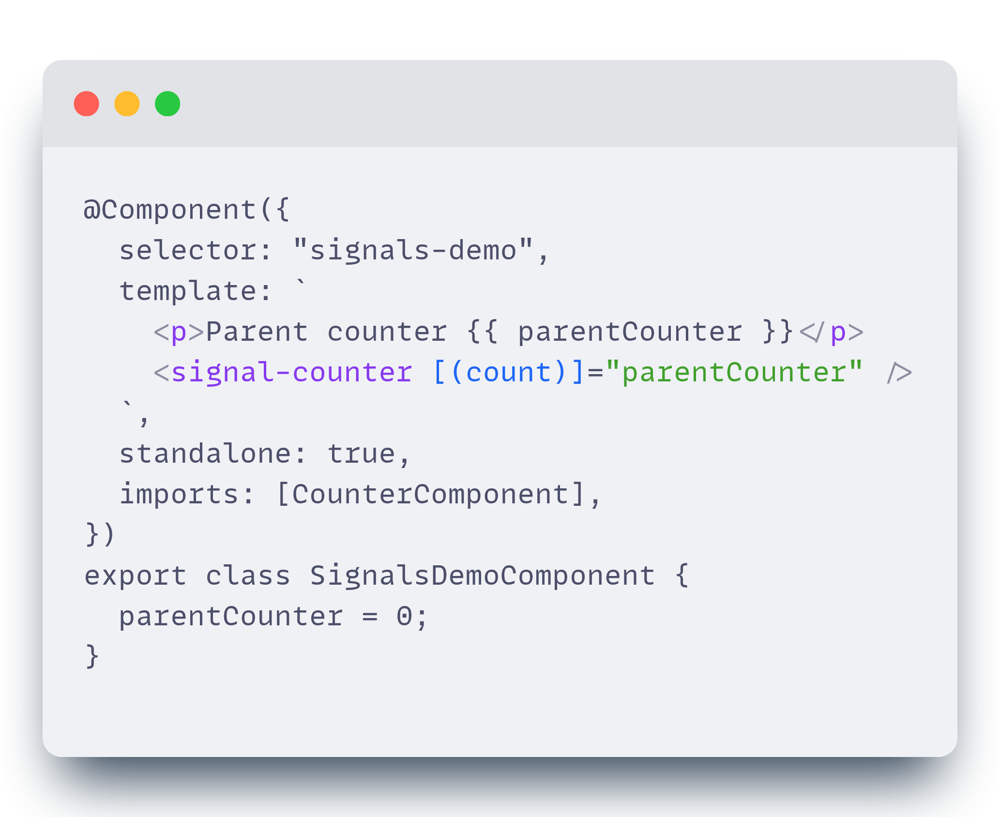 @Component({
  selector: "signals-demo",
  template: `
    <p>Parent counter {{ parentCounter }}</p>
    <signal-counter [(count)]="parentCounter" />
  `,
  standalone: true,
  imports: [CounterComponent],
})
export class SignalsDemoComponent {
  parentCounter = 0;
}